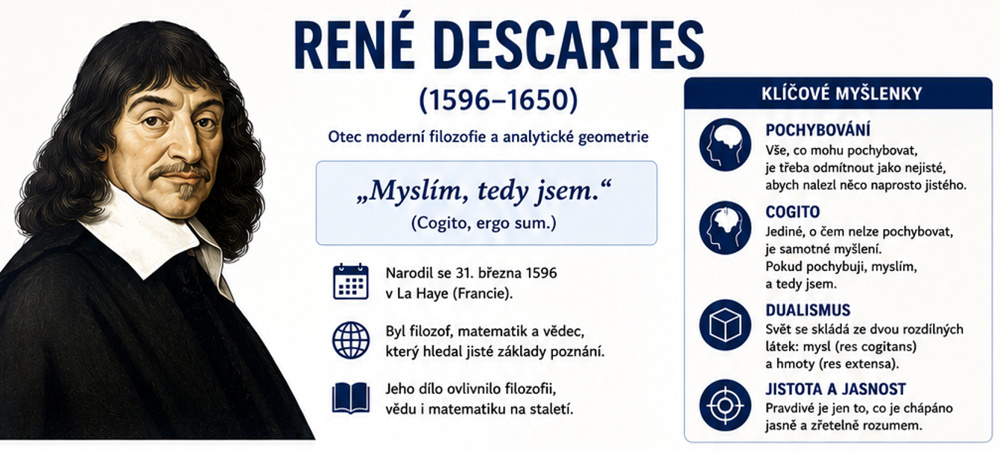 RENÉ DESCARTES
(1596–1650)
Otec moderní filozofie a analytické geometrie
„Myslím, tedy jsem.“
(Cogito, ergo sum.)
Narodil se 31. března 1596
v La Haye (Francie).
Byl filozof, matematik a vědec,
který hledal jisté základy poznání.
Jeho dílo ovlivnilo filozofii,
vědu i matematiku na staletí.
KLÍČOVÉ MYŠLENKY
POCHYBOVÁNÍ
Vše, co mohu pochybovat,
je třeba odmítnout jako nejisté,
abych nalezl něco naprosto jistého.
COGITO
Jediné, o čem nelze pochybovat,
je samotné myšlení.
Pokud pochybuji, myslím,
a tedy jsem.
DUALISMUS
Svět se skládá ze dvou rozdílných
látek: mysl (res cogitans)
a hmoty (res extensa).
JISTOTA A JASNOST
Pravdivé je jen to, co je chápáno
jasně a zřetelně rozumem.